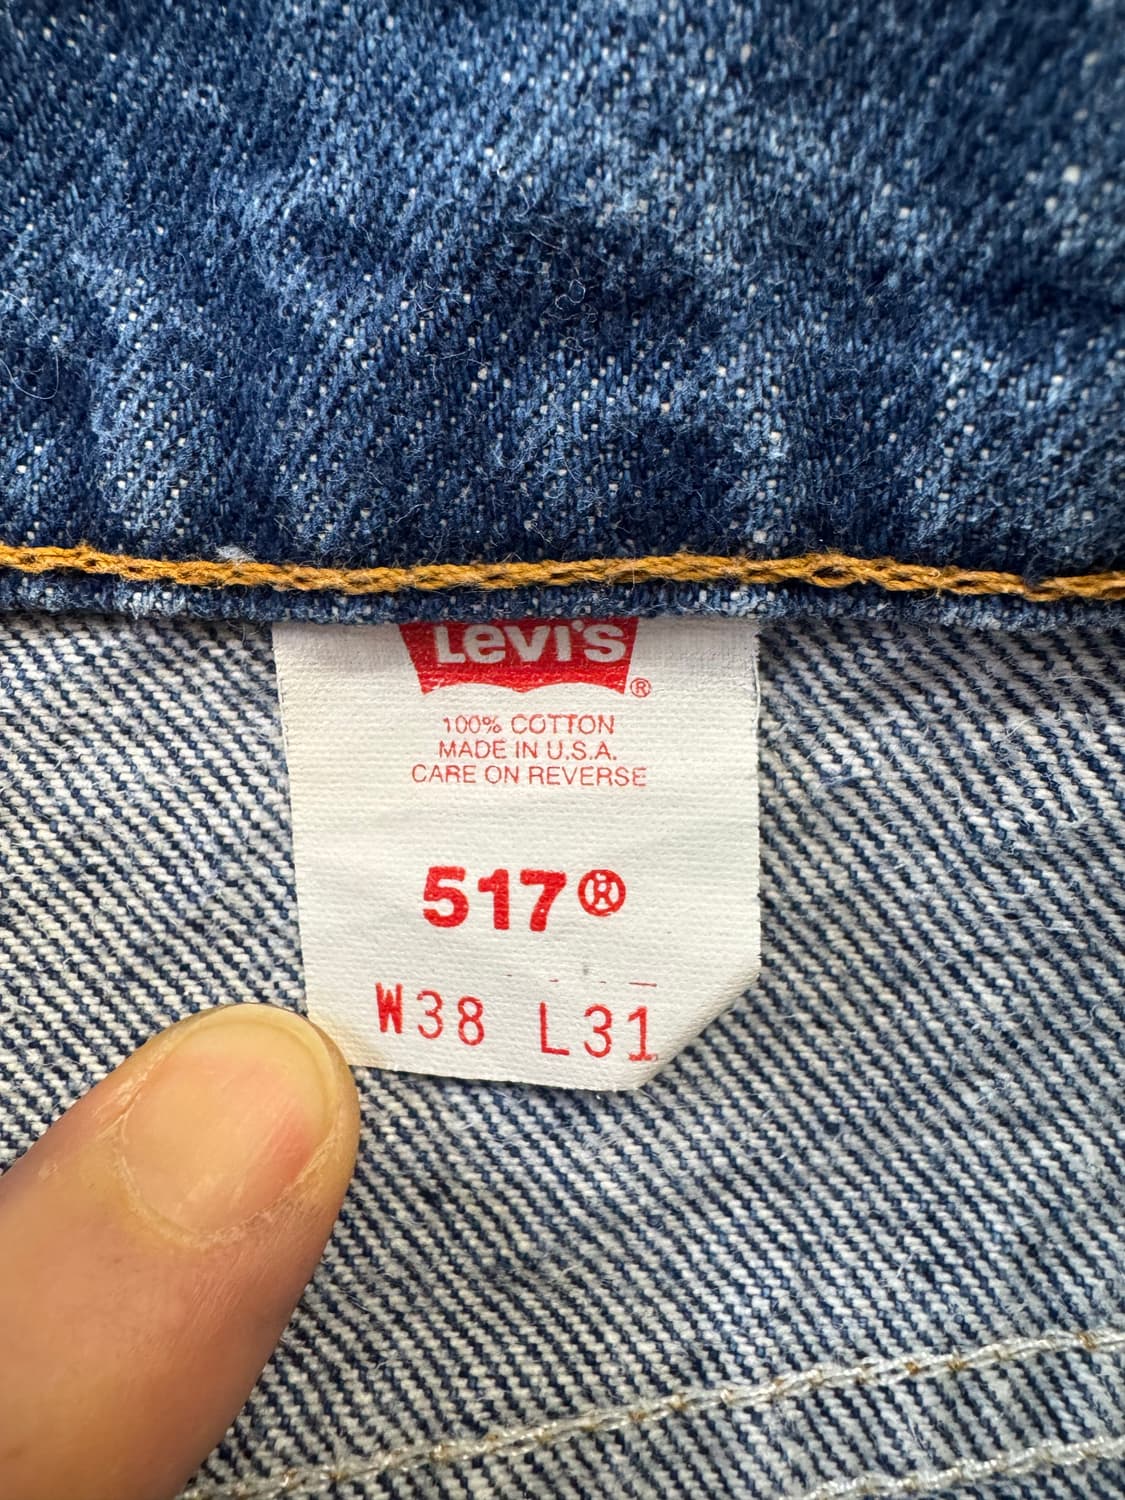 Levi's ®
100% COTTON
MADE IN U.S.A.
CARE ON REVERSE
517®
W38 L31